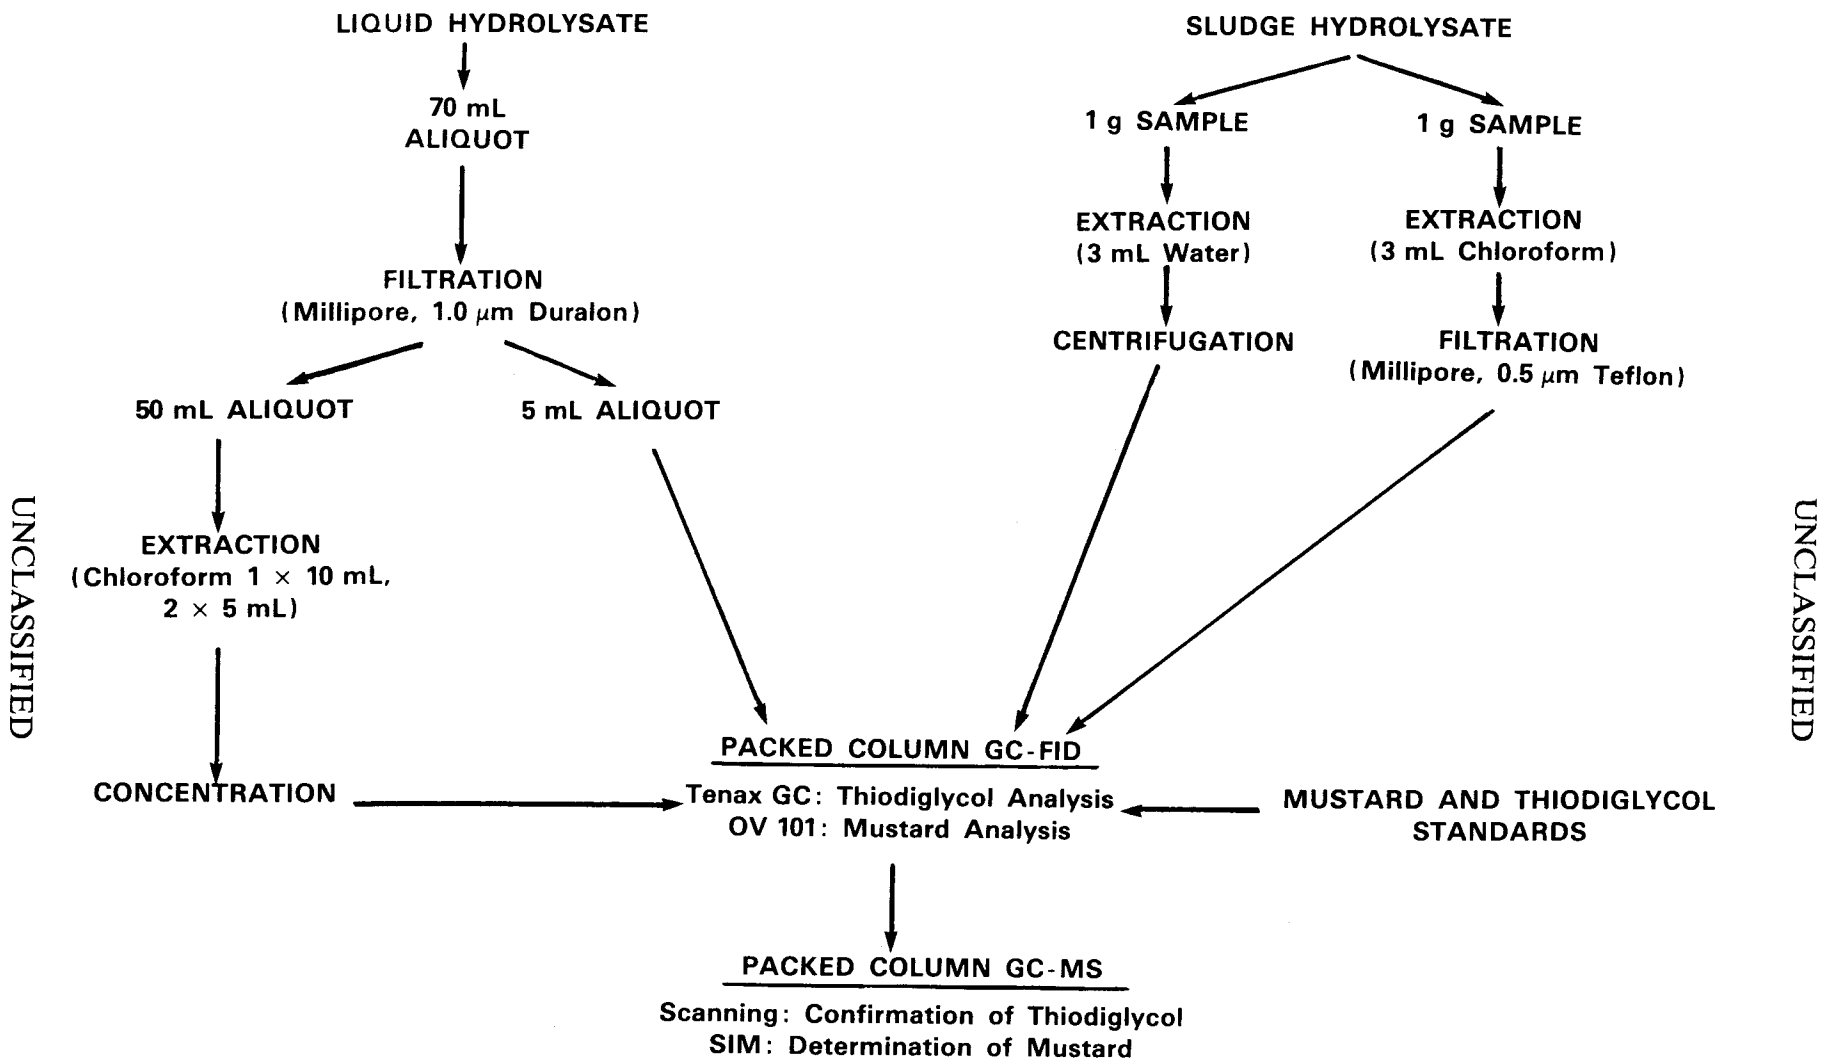 LIQUID HYDROLYSATE
70 mL
ALIQUOT
FILTRATION
(Millipore, 1.0 μm Duralon)
50 mL ALIQUOT
5 mL ALIQUOT
EXTRACTION
(Chloroform 1 × 10 mL,
2 × 5 mL)
CONCENTRATION
SLUDGE HYDROLYSATE
1 g SAMPLE
1 g SAMPLE
EXTRACTION
(3 mL Water)
EXTRACTION
(3 mL Chloroform)
CENTRIFUGATION
FILTRATION
(Millipore, 0.5 μm Teflon)
PACKED COLUMN GC-FID
Tenax GC: Thiodiglycol Analysis
OV 101: Mustard Analysis
MUSTARD AND THIODIGLYCOL
STANDARDS
PACKED COLUMN GC-MS
Scanning: Confirmation of Thiodiglycol
SIM: Determination of Mustard
UNCLASSIFIED
UNCLASSIFIED